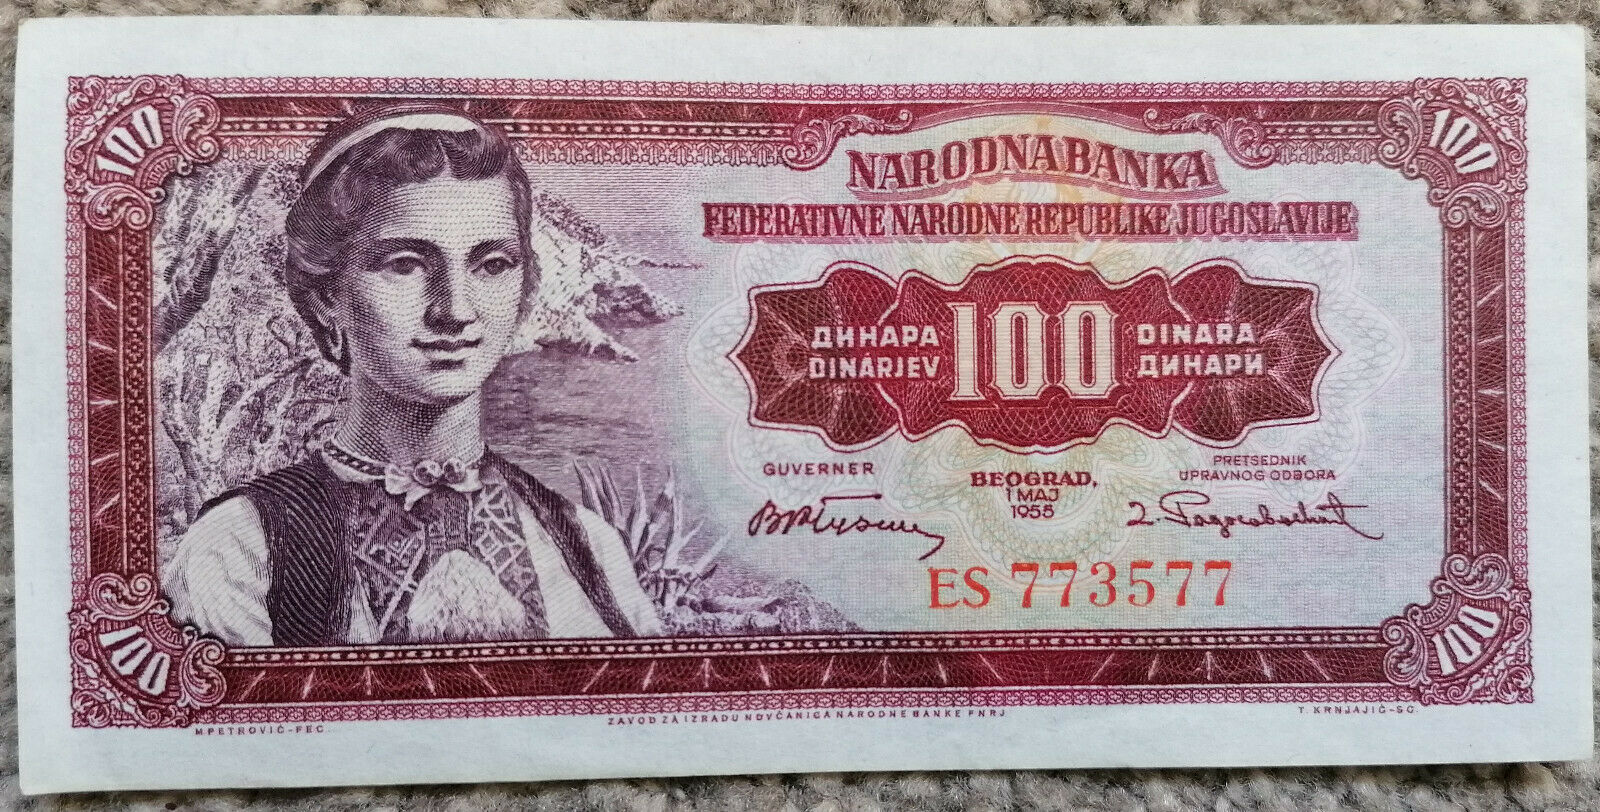 100
100
NARODNA BANKA
FEDERATIVNE NARODNE REPUBLIKE JUGOSLAVIJE
ДИНАРА 100 DINARA
DINARJEV ДИНАРИ
GUVERNER
BEOGRAD,
1 MAJ
1955
PRETSEDNIK
UPRAVNOG ODBORA
ES 773577
100
100
M.PETROVIĆ-FEC.
ZAVOD ZA IZRADU NOVČANICA NARODNE BANKE FNRJ
T. KRNJAJIĆ-SC.